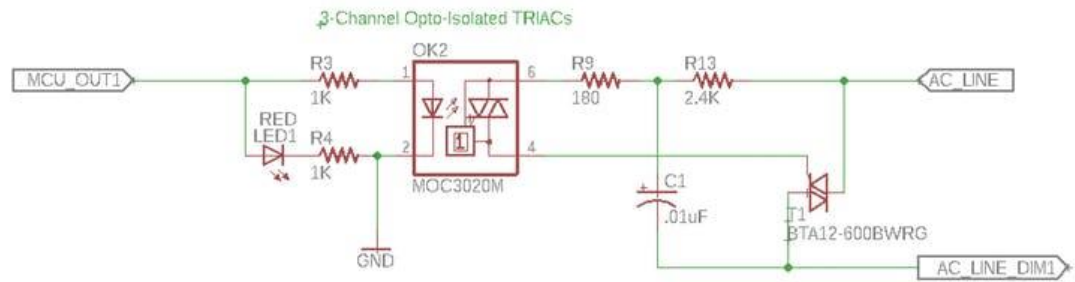 3-Channel Opto-Isolated TRIACs
OK2
MCU_OUT1
R3
1K
1
6
R9
180
R13
2.4K
AC_LINE
RED
LED1
R4
1K
2
1
4
MOC3020M
C1
+
.01uF
T1
BTA12-600BWRG
GND
AC_LINE_DIM1